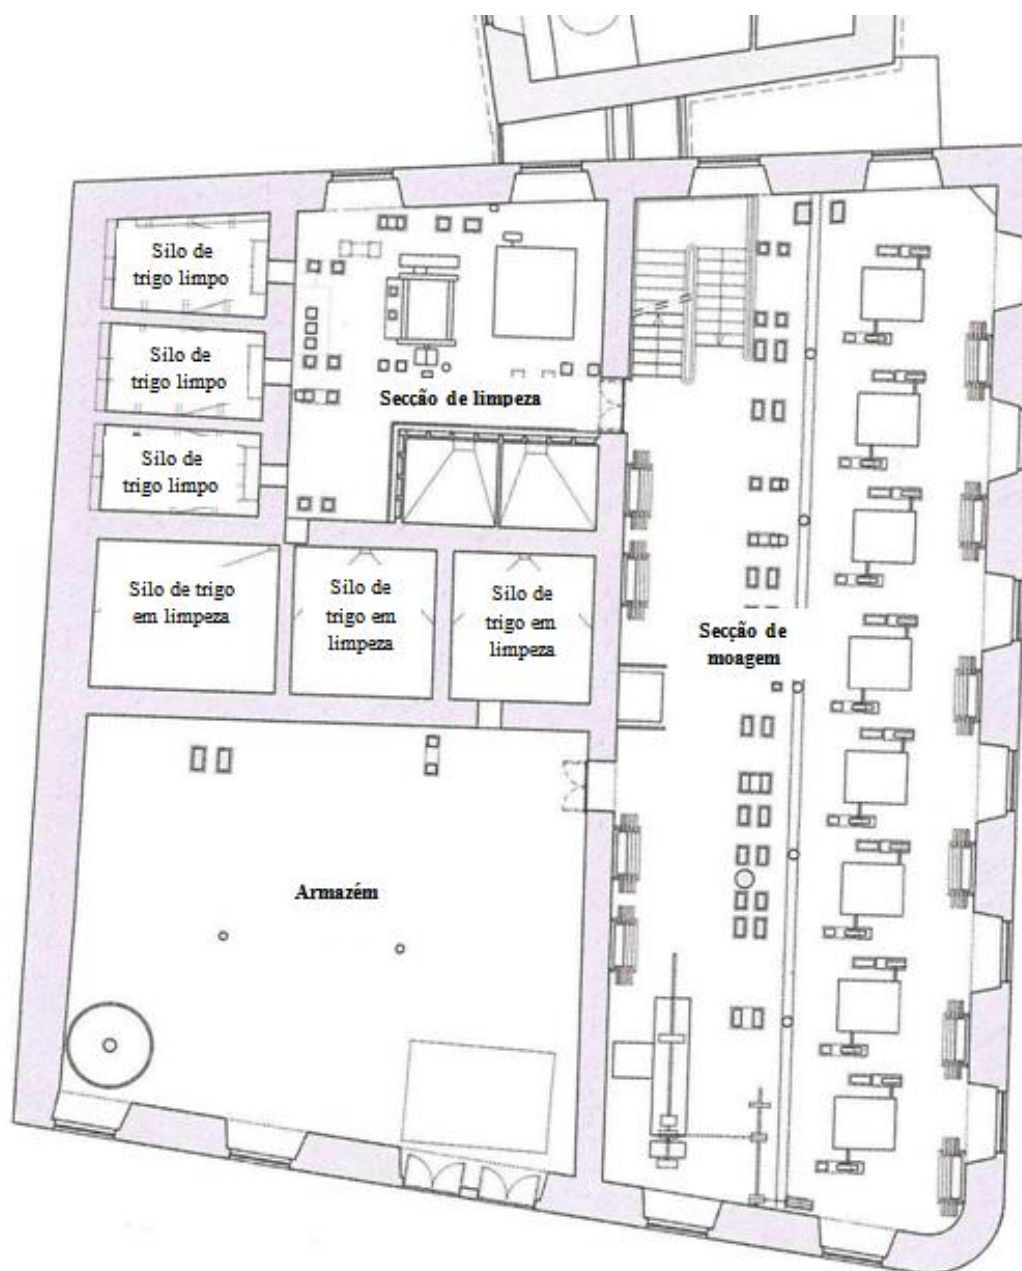 Silo de
trigo limpo
Silo de
trigo limpo
Secção de limpeza
Silo de
trigo limpo
Silo de trigo
em limpeza
Silo de
trigo em
limpeza
Silo de
trigo em
limpeza
Secção de
moagem
Armazém